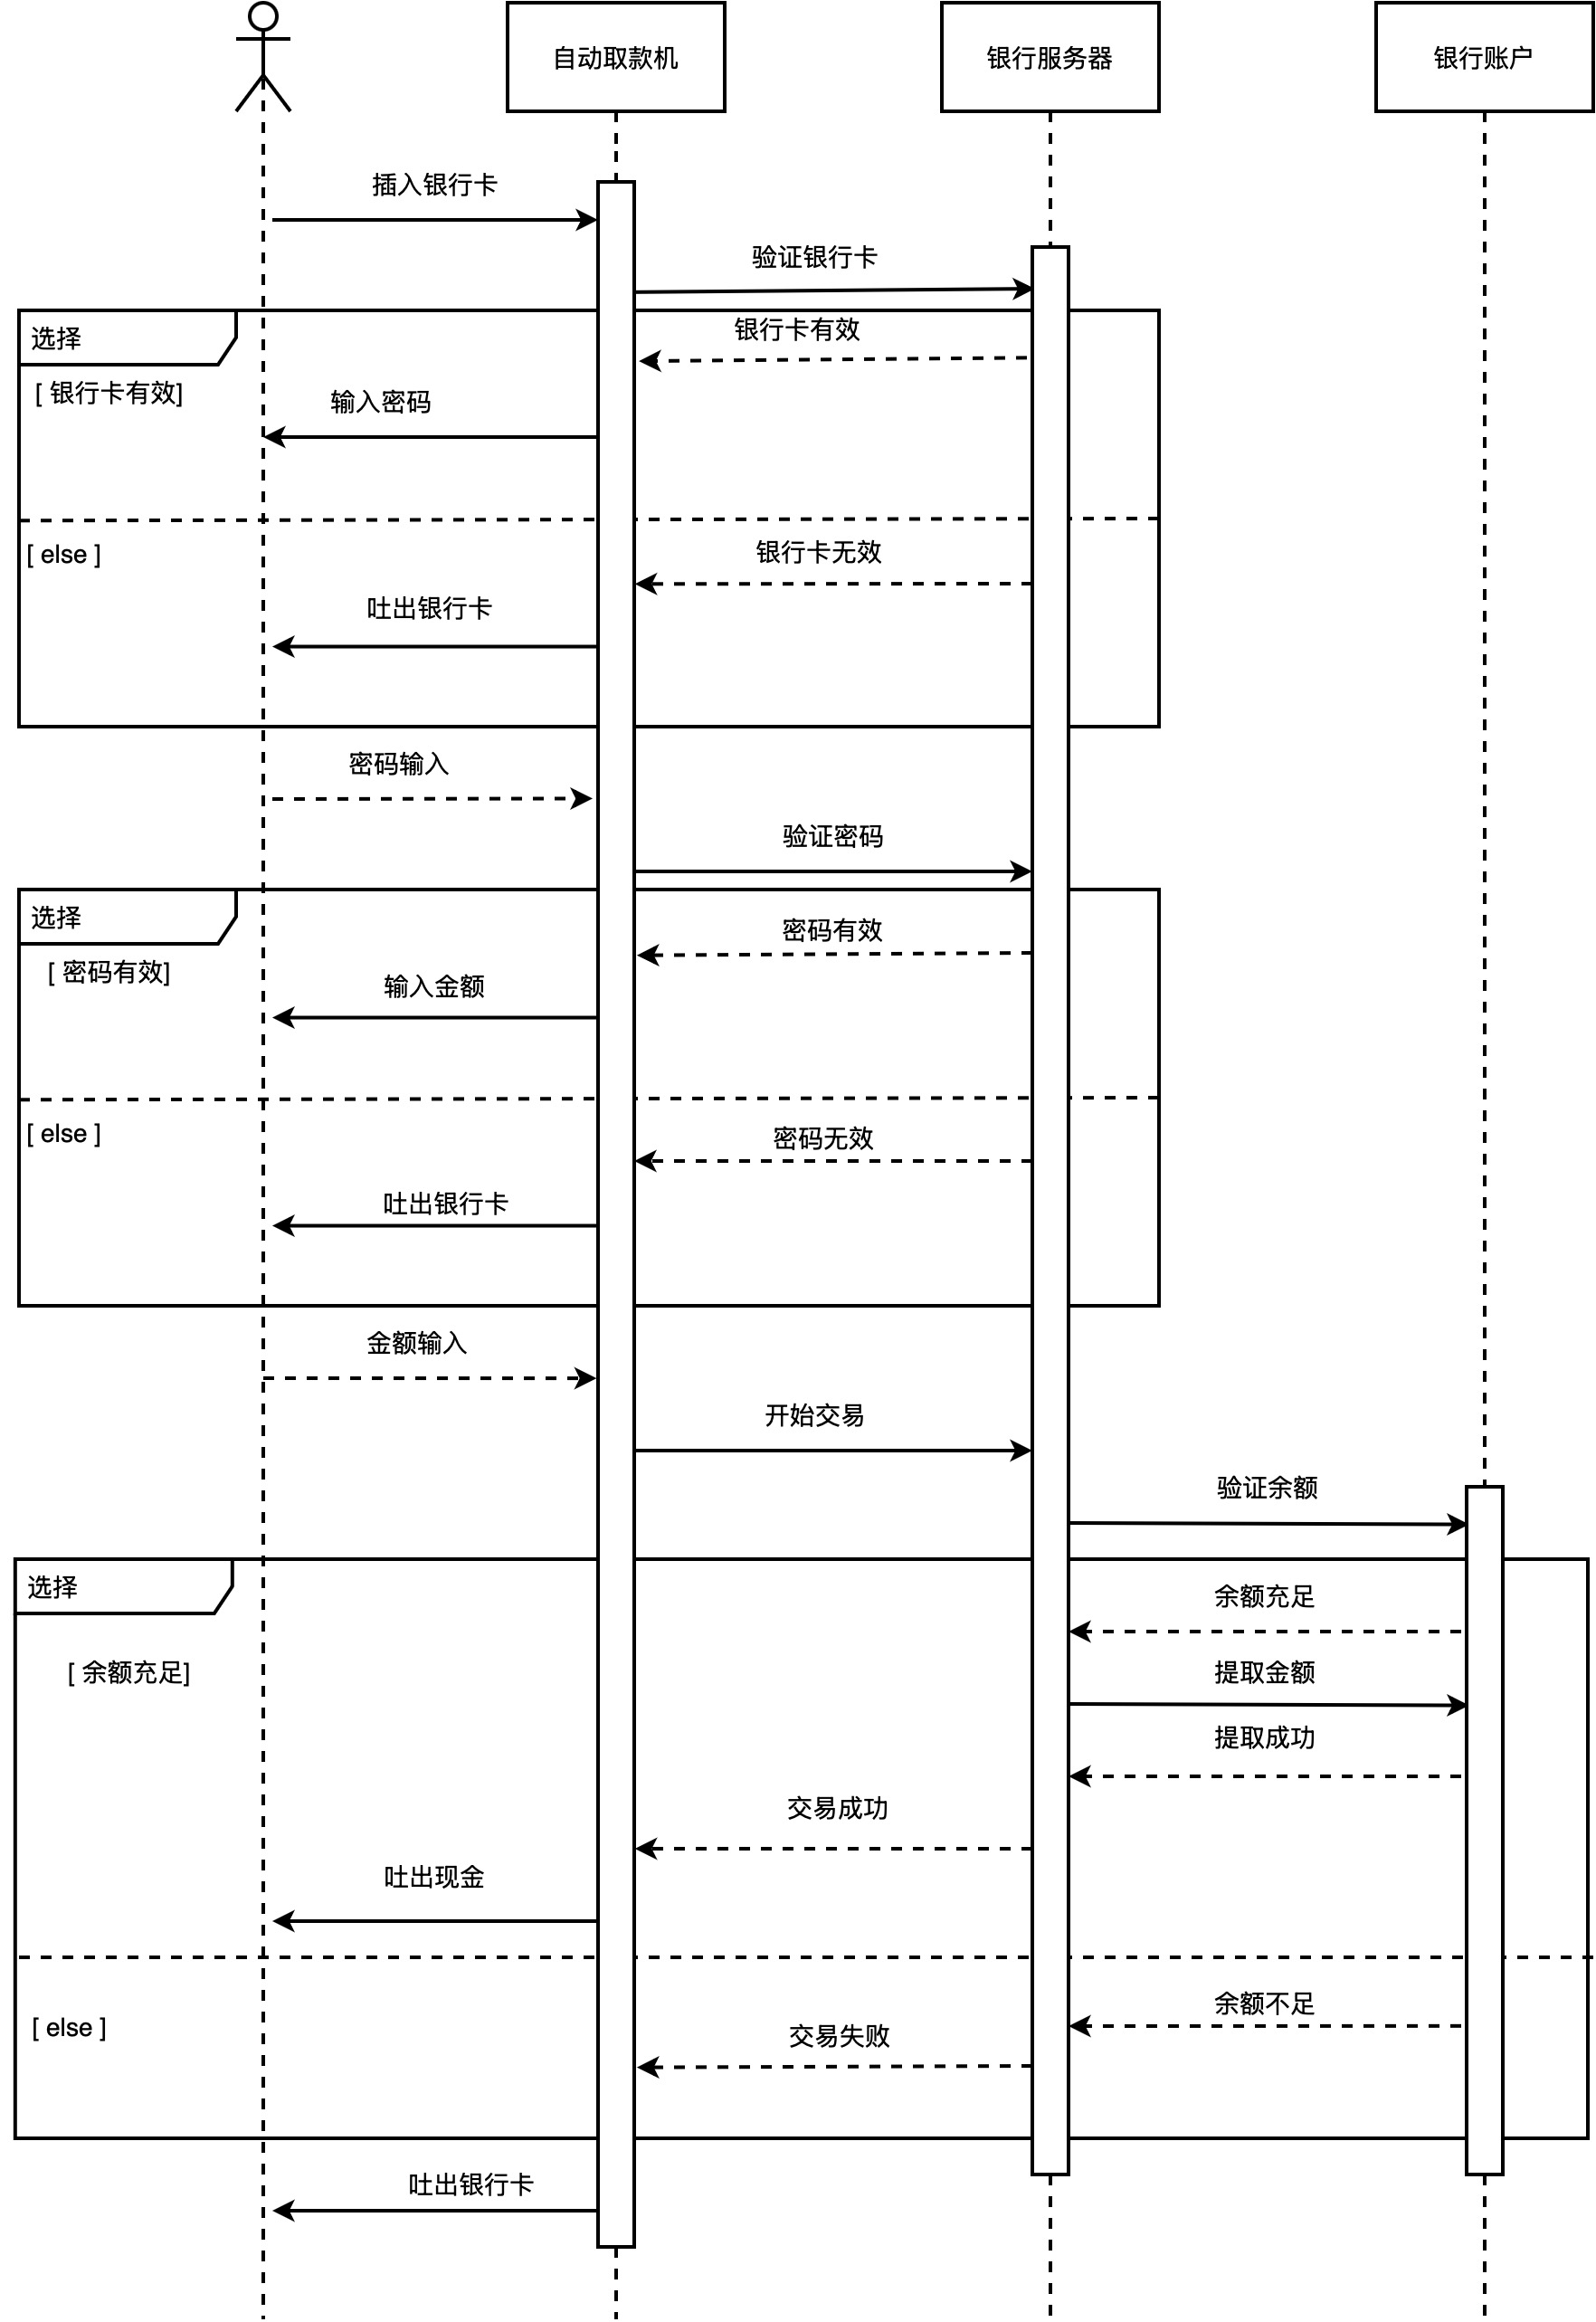 自动取款机
银行服务器
银行账户
插入银行卡
验证银行卡
选择
银行卡有效
[ 银行卡有效]
输入密码
[ else ]
银行卡无效
吐出银行卡
密码输入
验证密码
选择
密码有效
[ 密码有效]
输入金额
[ else ]
密码无效
吐出银行卡
金额输入
开始交易
验证余额
选择
余额充足
[ 余额充足]
提取金额
提取成功
交易成功
吐出现金
余额不足
[ else ]
交易失败
吐出银行卡